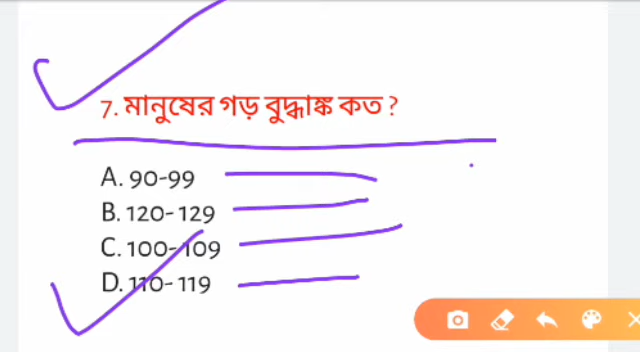 7. মানুষের গড় বুদ্ধাঙ্ক কত ?
A. 90-99
B. 120-129
C. 100-109
D. 110-119